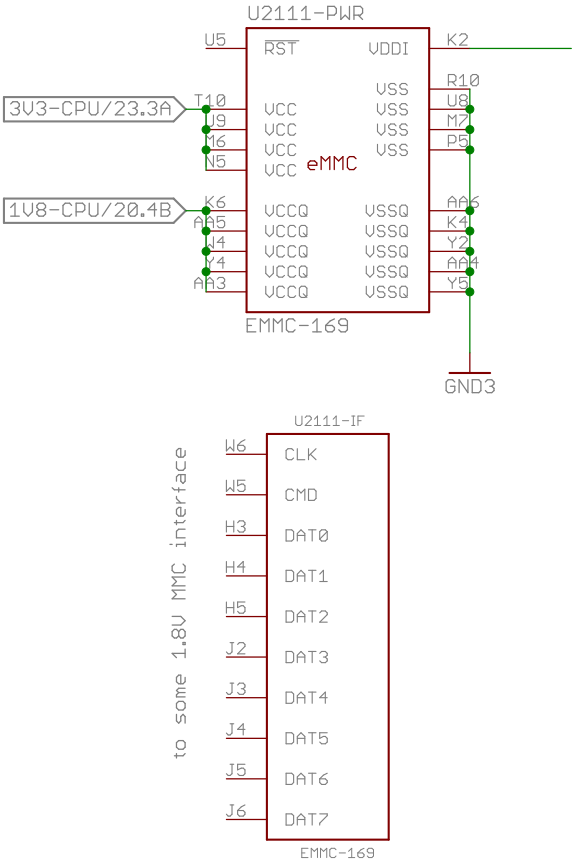 U2111-PWR
U5 RST VDDI K2
VSS R10
3V3-CPU/23.3A T10 VCC VSS U8
U9 VCC VSS M7
M6 VCC VSS P5
N5 VCC eMMC
1V8-CPU/20.4B K6 VCCQ VSSQ AA6
AA5 VCCQ VSSQ K4
W4 VCCQ VSSQ Y2
Y4 VCCQ VSSQ AA4
AA3 VCCQ VSSQ Y5
EMMC-169
GND3
U2111-IF
to some 1.8V MMC interface
W6 CLK
W5 CMD
H3 DAT0
H4 DAT1
H5 DAT2
J2 DAT3
J3 DAT4
J4 DAT5
J5 DAT6
J6 DAT7
EMMC-169